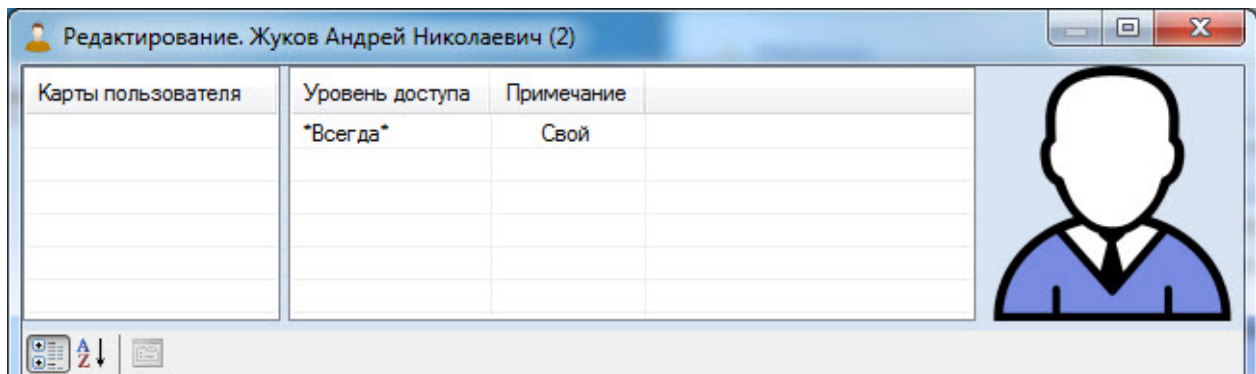 Редактирование. Жуков Андрей Николаевич (2)
Карты пользователя Уровень доступа Примечание
*Всегда* Свой